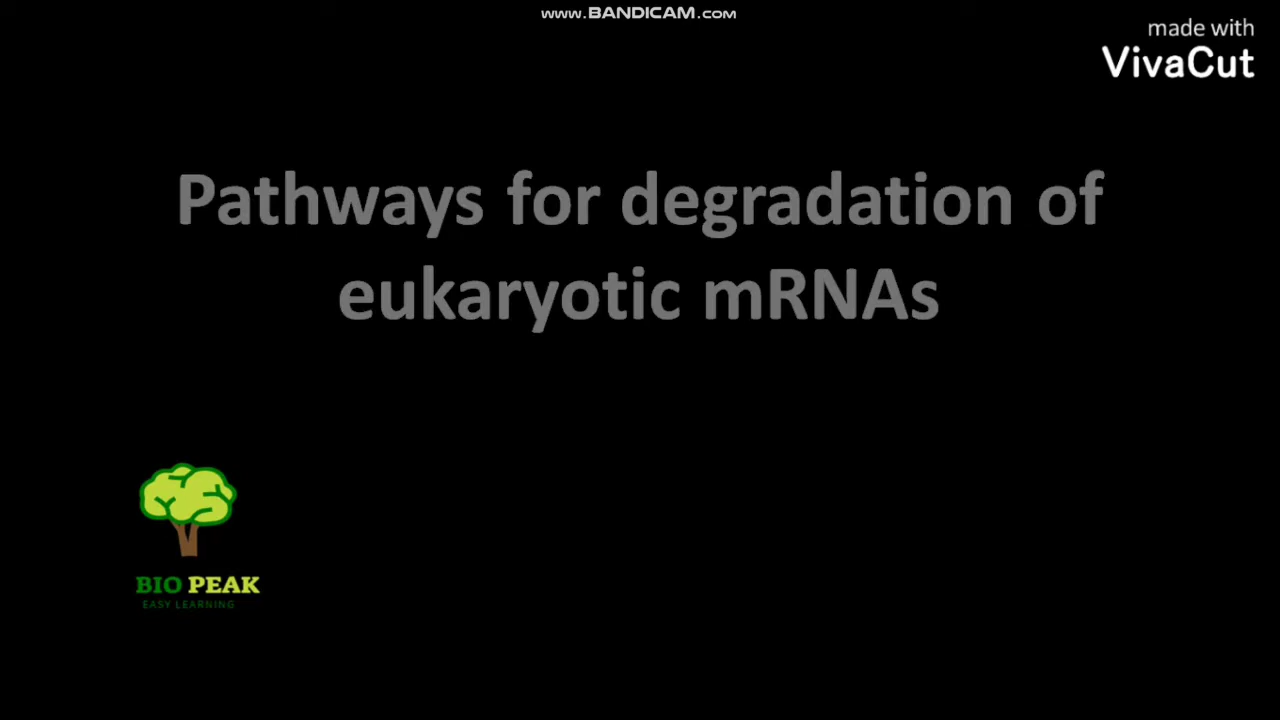 www.BANDICAM.com
made with
VivaCut
Pathways for degradation of
eukaryotic mRNAs
BIO PEAK
EASY LEARNING